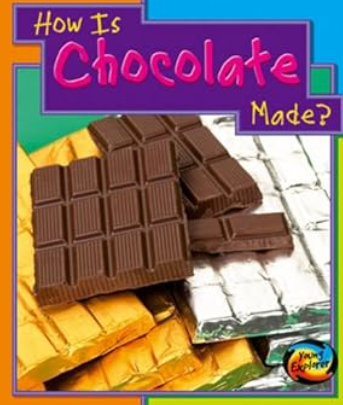 How Is
Chocolate
Made?
Young
Explorer